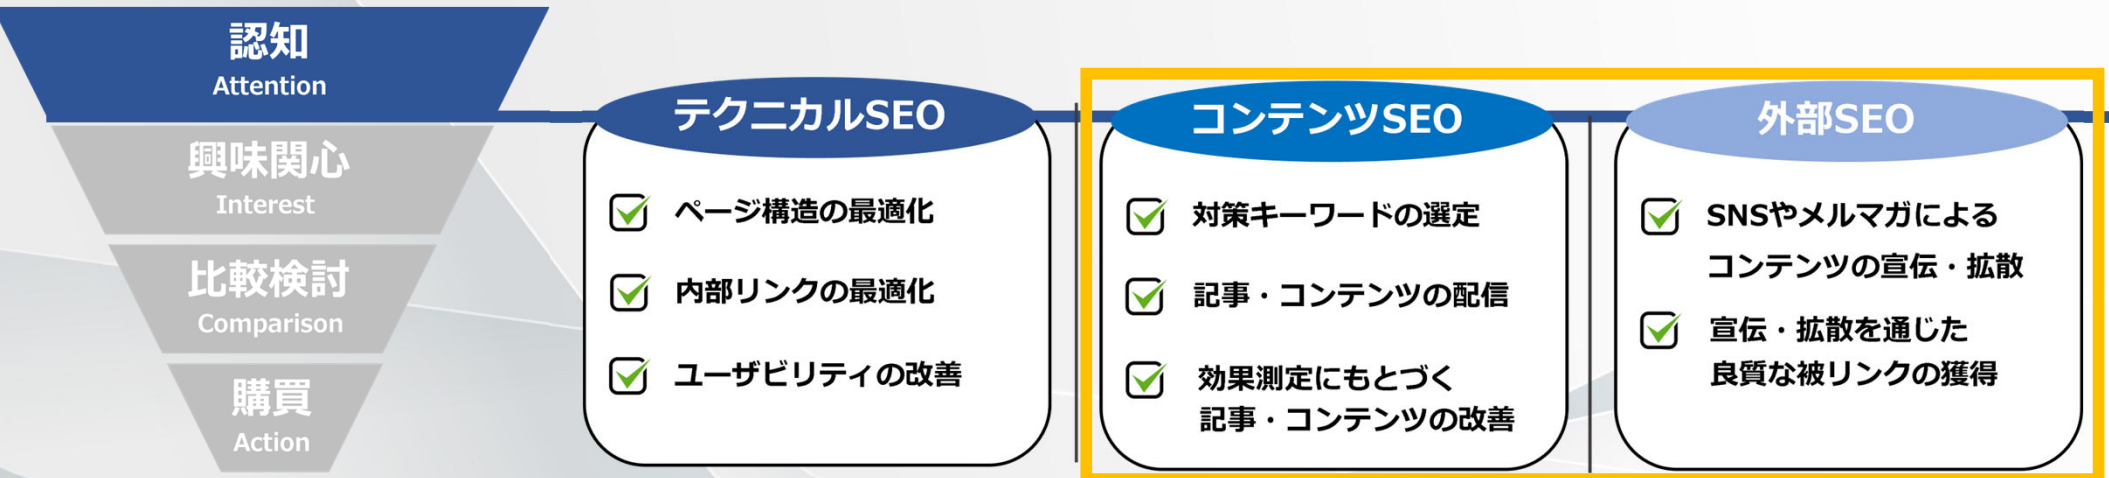 認知
Attention
興味関心
Interest
比較検討
Comparison
購買
Action
テクニカルSEO
ページ構造の最適化
内部リンクの最適化
ユーザビリティの改善
コンテンツSEO
対策キーワードの選定
記事・コンテンツの配信
効果測定にもとづく
記事・コンテンツの改善
外部SEO
SNSやメルマガによる
コンテンツの宣伝・拡散
宣伝・拡散を通じた
良質な被リンクの獲得